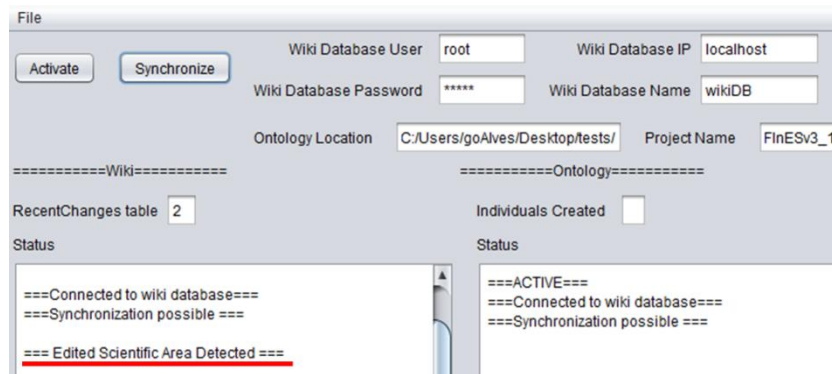 File
Activate Synchronize Wiki Database User root Wiki Database IP localhost
Wiki Database Password ***** Wiki Database Name wikiDB
Ontology Location C:/Users/goAlves/Desktop/tests/ Project Name FInESv3_1
===========Wiki=========== ===========Ontology===========
RecentChanges table 2 Individuals Created
Status Status
===Connected to wiki database===
===Synchronization possible ===
=== Edited Scientific Area Detected ===
===ACTIVE===
===Connected to wiki database===
===Synchronization possible ===